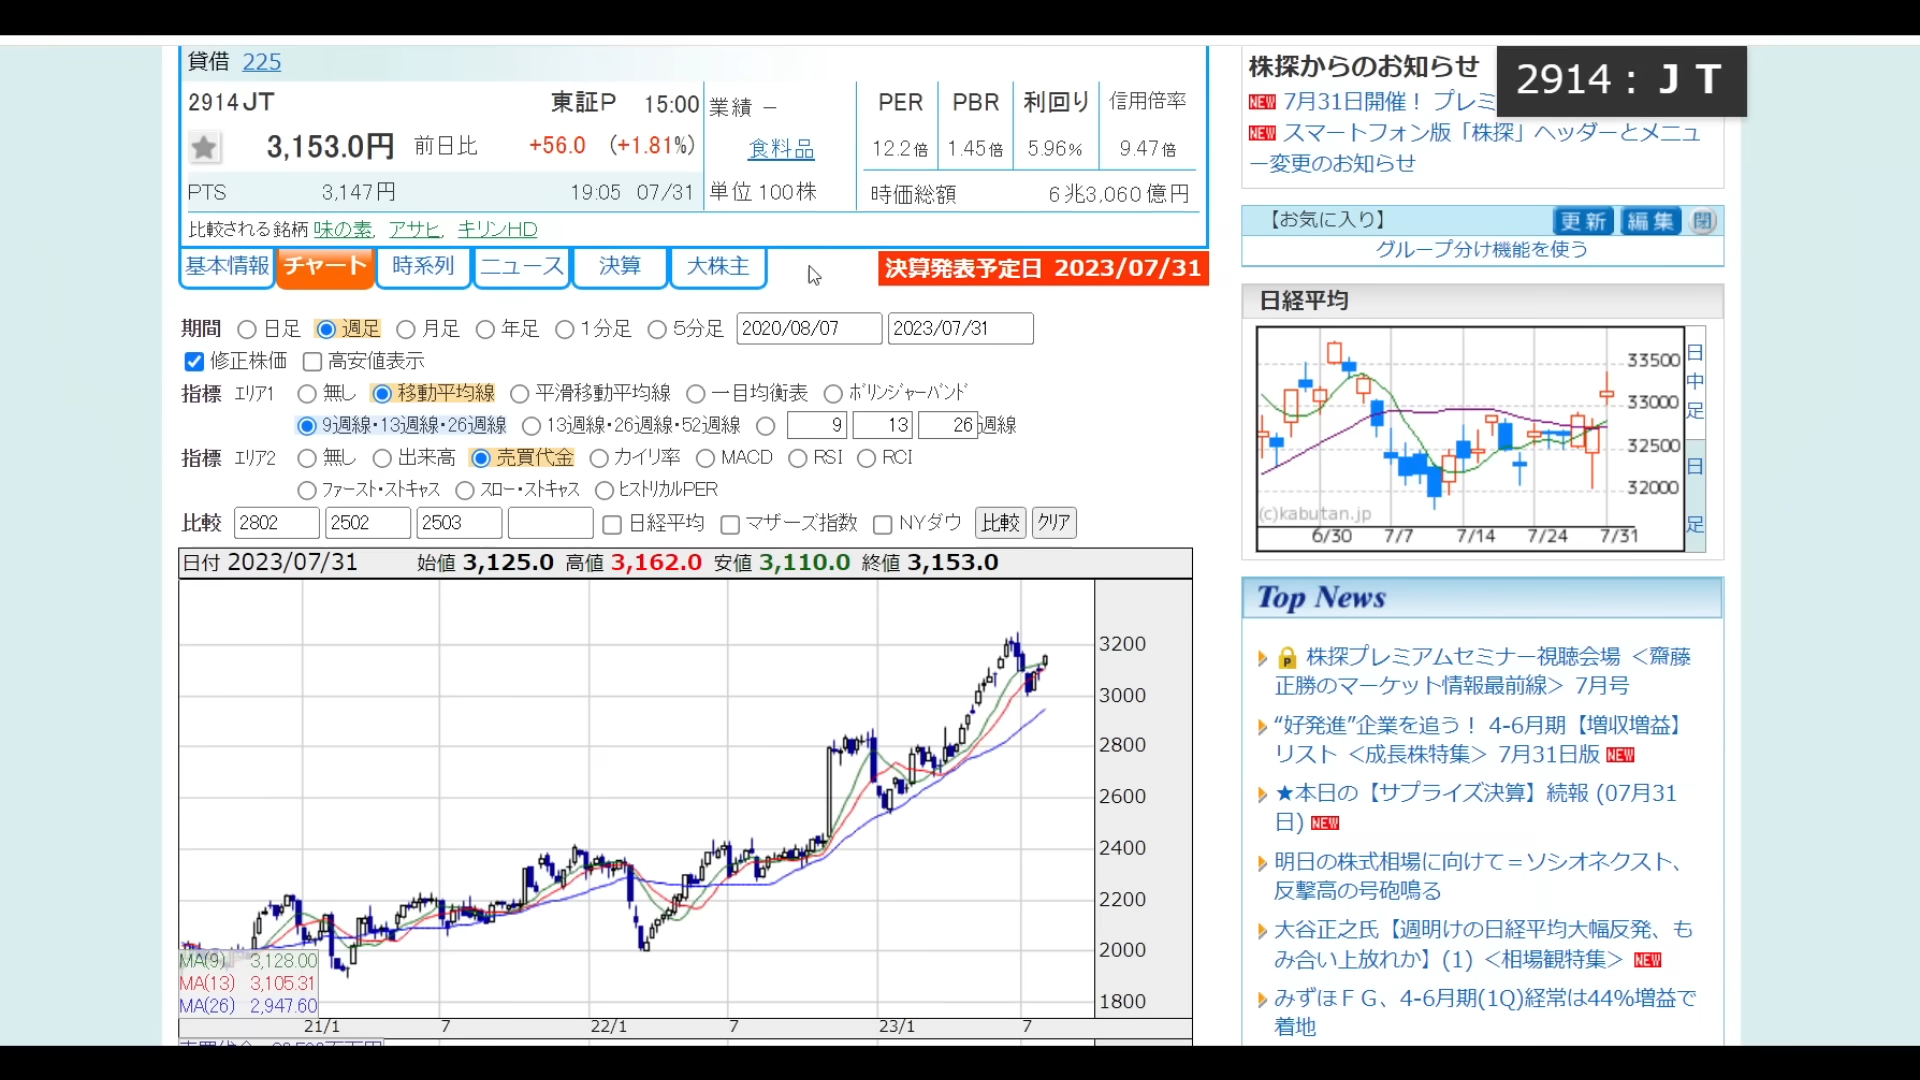 貸借 225
2914 JT 東証P 15:00
業績 −
3,153.0円 前日比 +56.0 (+1.81%)
食料品
PTS 3,147円 19:05 07/31
単位 100株
PER PBR 利回り 信用倍率
12.2倍 1.45倍 5.96% 9.47倍
時価総額 6兆3,060億円
比較される銘柄 味の素, アサヒ, キリンHD
基本情報 チャート 時系列 ニュース 決算 大株主
決算発表予定日 2023/07/31
期間 日足 週足 月足 年足 1分足 5分足 2020/08/07 2023/07/31
修正株価 高安値表示
指標 エリア1 無し 移動平均線 平滑移動平均線 一目均衡表 ボリンジャーバンド
9週線・13週線・26週線 13週線・26週線・52週線 9 13 26 週線
指標 エリア2 無し 出来高 売買代金 カイリ率 MACD RSI RCI
ファースト・ストキャス スロー・ストキャス ヒストリカルPER
比較 2802 2502 2503 日経平均 マザーズ指数 NYダウ 比較 クリア
日付 2023/07/31 始値 3,125.0 高値 3,162.0 安値 3,110.0 終値 3,153.0
3200
3000
2800
2600
2400
2200
2000
1800
MA(9) 3,128.00
MA(13) 3,105.31
MA(26) 2,947.60
21/1 7 22/1 7 23/1 7
株探からのお知らせ
2914：JT
NEW 7月31日開催！ プレミ
NEW スマートフォン版「株探」ヘッダーとメニュ
ー変更のお知らせ
【お気に入り】 更新 編集 閉
グループ分け機能を使う
日経平均
33500
33000
32500
32000
(c)kabutan.jp
6/30 7/7 7/14 7/24 7/31
日
中
足
日
足
Top News
株探プレミアムセミナー視聴会場 ＜齋藤
正勝のマーケット情報最前線＞ 7月号
“好発進”企業を追う！ 4-6月期【増収増益】
リスト ＜成長株特集＞ 7月31日版 NEW
★本日の【サプライズ決算】続報 (07月31
日) NEW
明日の株式相場に向けて＝ソシオネクスト、
反撃高の号砲鳴る
大谷正之氏【週明けの日経平均大幅反発、も
み合い上放れか】(1) ＜相場観特集＞ NEW
みずほＦＧ、4-6月期(1Q)経常は44%増益で
着地